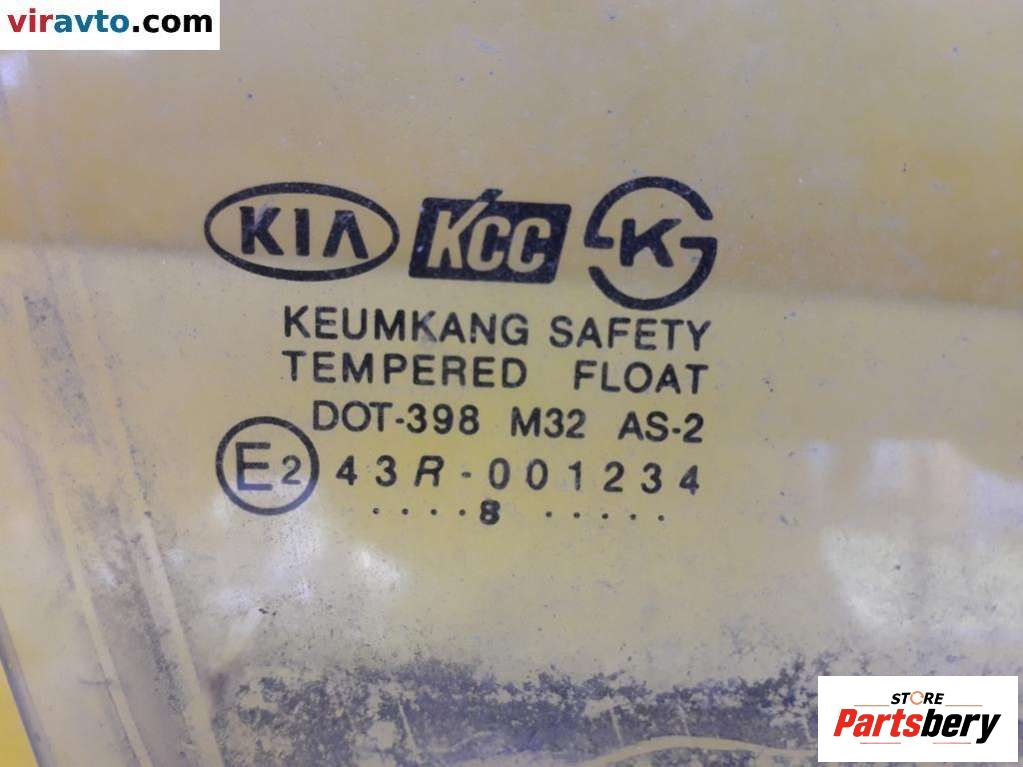 viravto.com
KIA KCC K
KEUMKANG SAFETY
TEMPERED FLOAT
DOT-398 M32 AS-2
E2 43R-001234
....8 .....
STORE
Partsbery